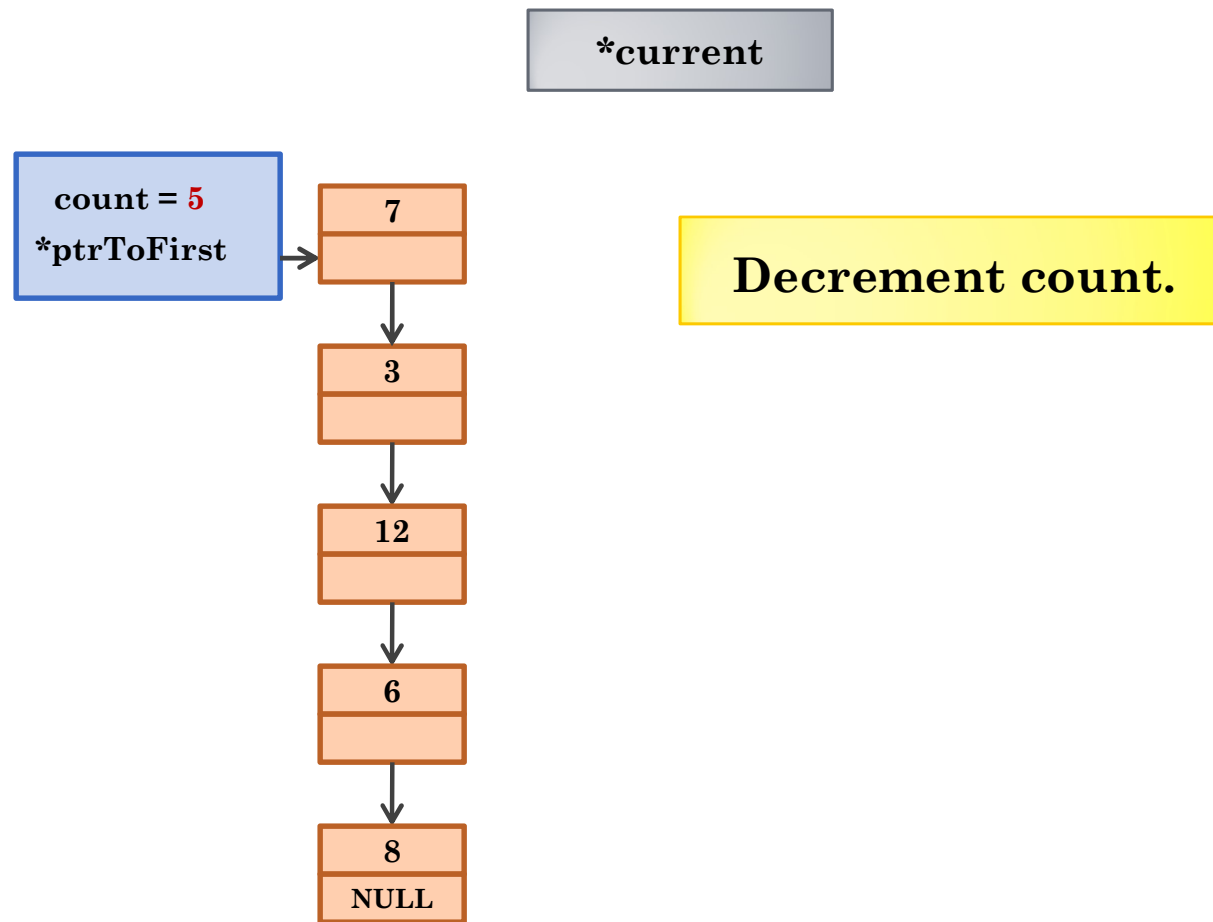 *current
count = 5
*ptrToFirst
7
Decrement count.
3
12
6
8
NULL